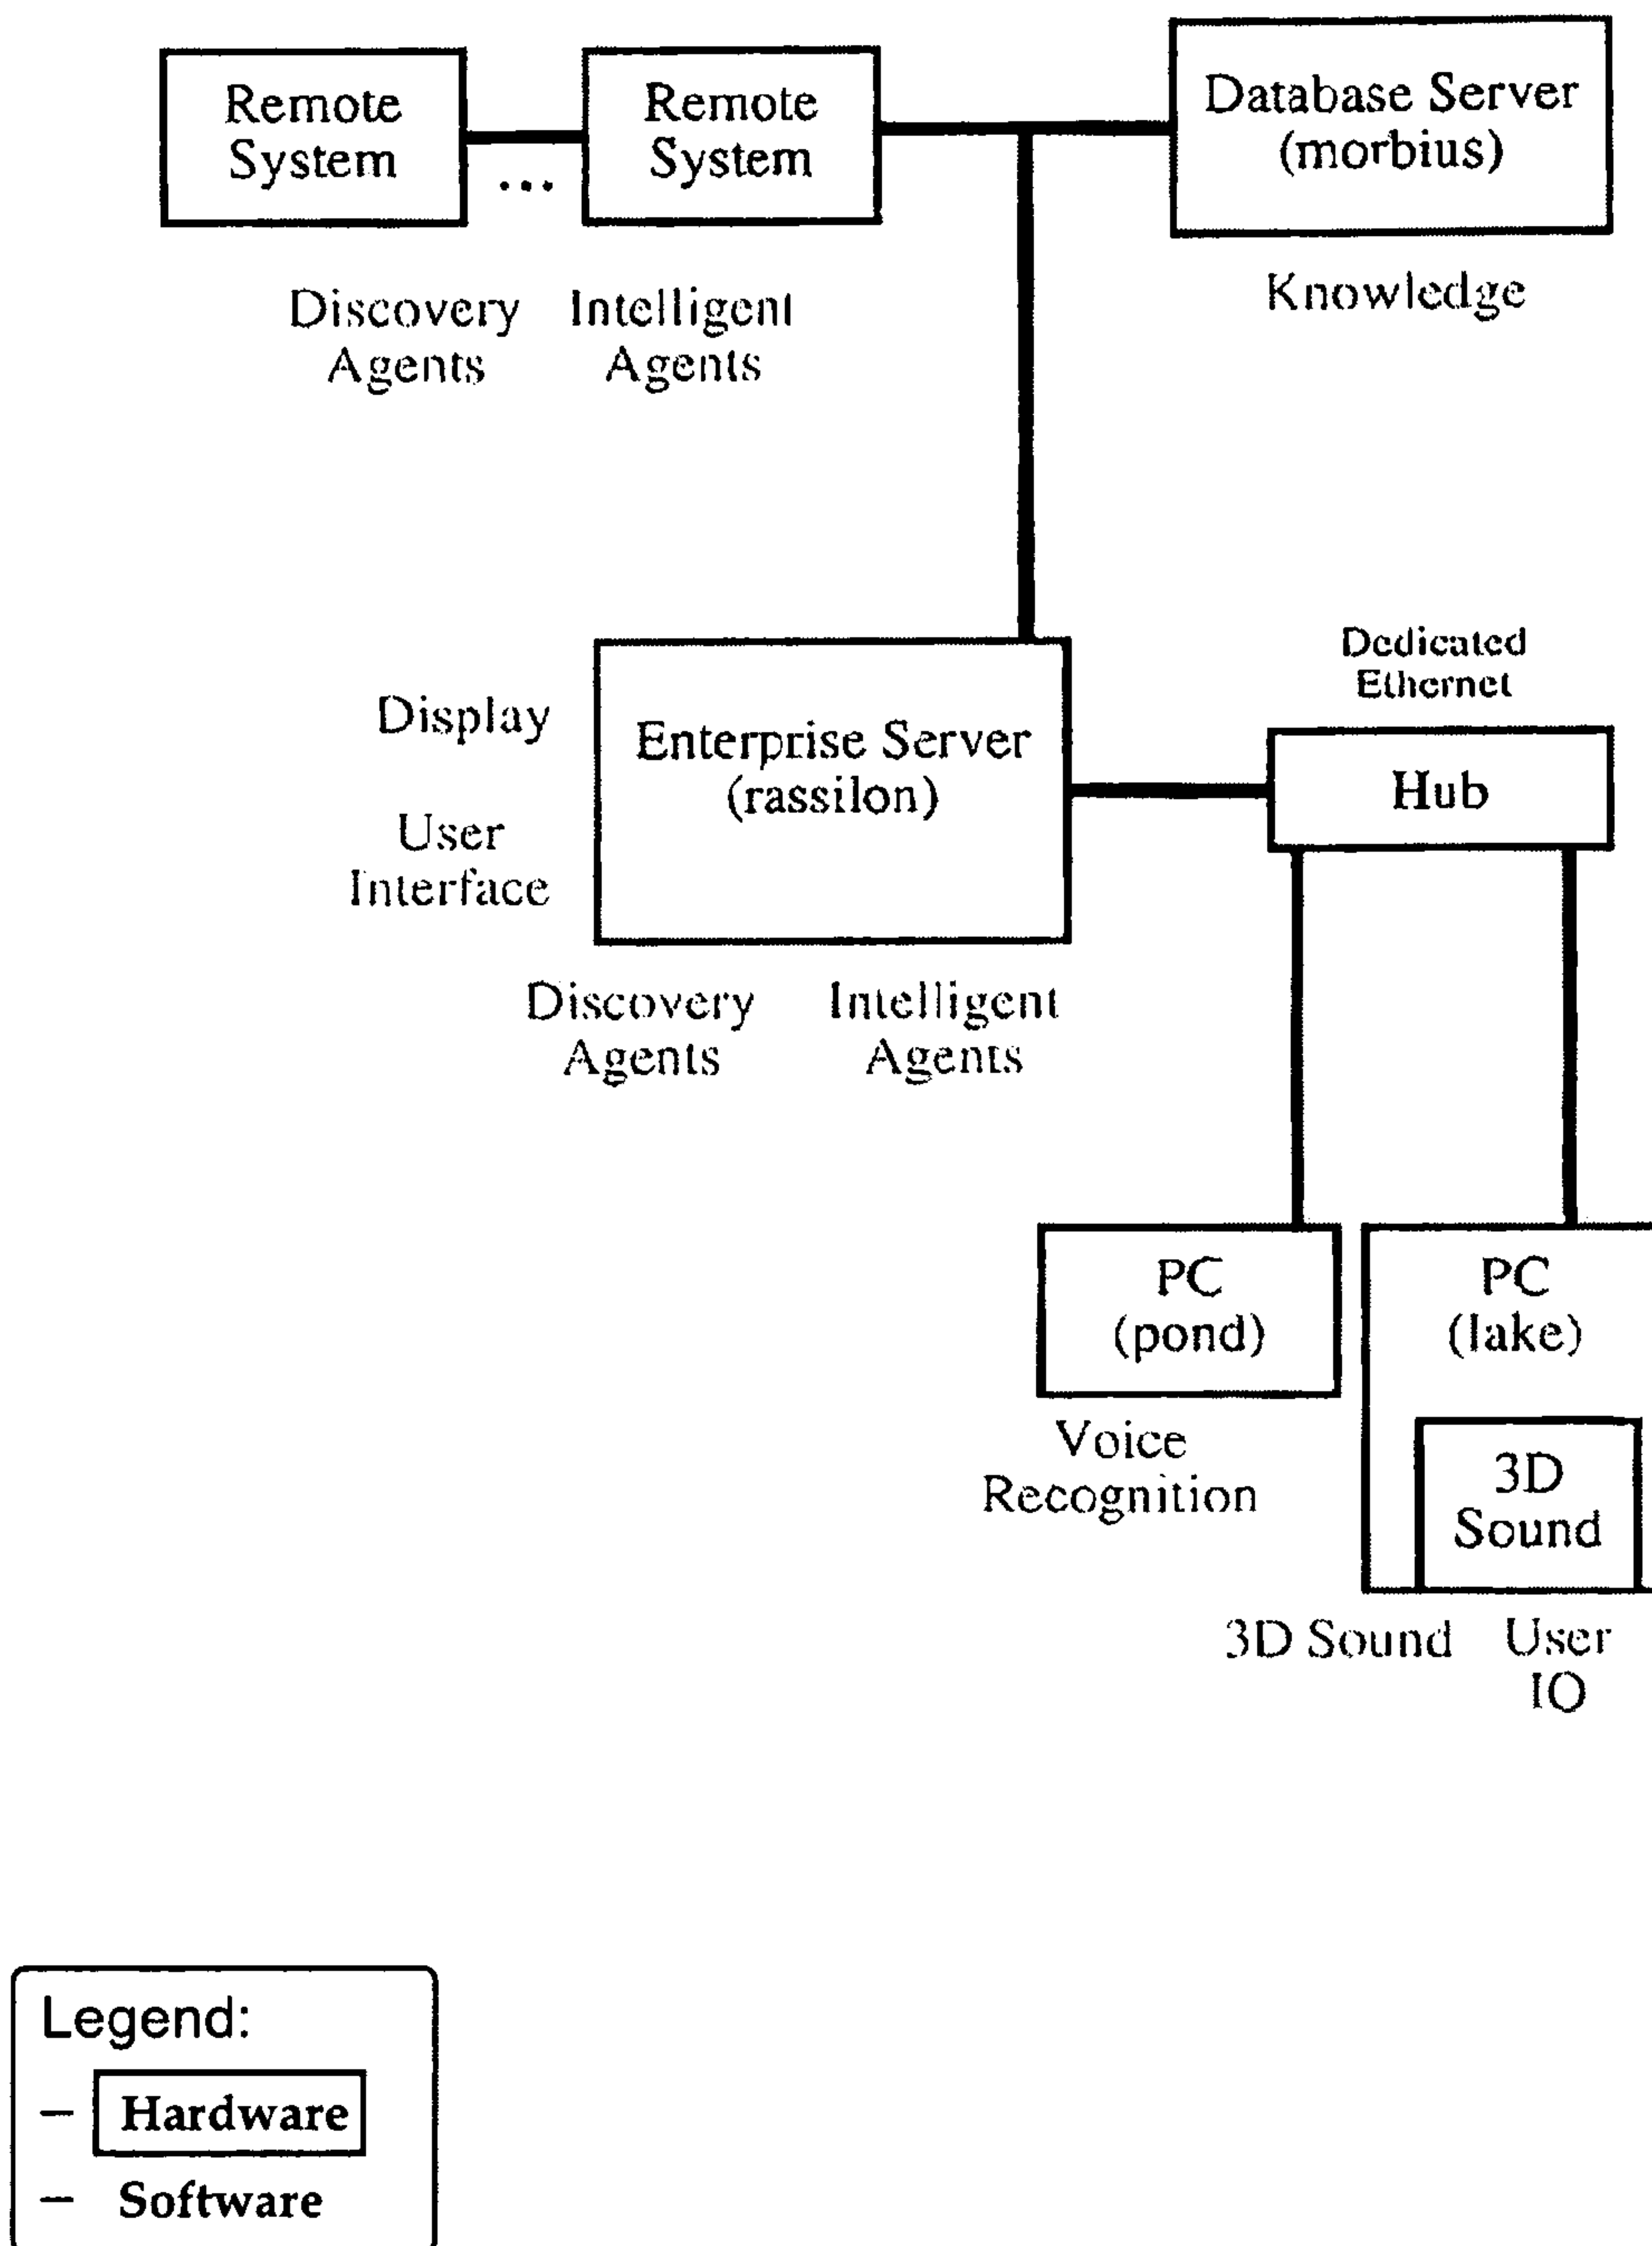 Remote
System
...
Remote
System
Database Server
(morbius)
Discovery
Agents
Intelligent
Agents
Knowledge
Display
User
Interface
Enterprise Server
(rassilon)
Dedicated
Ethernet
Hub
Discovery
Agents
Intelligent
Agents
PC
(pond)
PC
(lake)
Voice
Recognition
3D
Sound
3D Sound
User
IO
Legend:
– Hardware
– Software